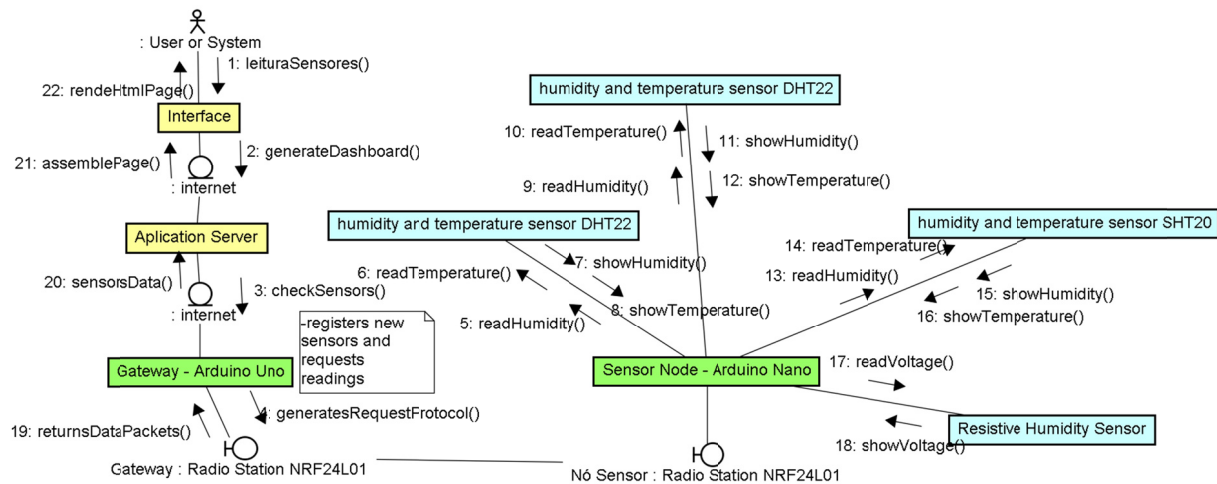 : User or System
1: leituraSensores()
22: rendeHtmlPage()
Interface
21: assemblePage()
2: generateDashboard()
: internet
Aplication Server
20: sensorsData()
3: checkSensors()
: internet
-registers new
sensors and
requests
readings
Gateway - Arduino Uno
4: generatesRequestFrotocol()
19: returnsDataPackets()
Gateway : Radio Station NRF24L01
humidity and temperature sensor DHT22
10: readTemperature()
11: showHumidity()
9: readHumidity()
12: showTemperature()
humidity and temperature sensor DHT22
6: readTemperature()
7: showHumidity()
5: readHumidity()
8: showTemperature()
humidity and temperature sensor SHT20
14: readTemperature()
13: readHumidity()
15: showHumidity()
16: showTemperature()
Sensor Node - Arduino Nano
17: readVoltage()
Resistive Humidity Sensor
18: showVoltage()
Nó Sensor : Radio Station NRF24L01